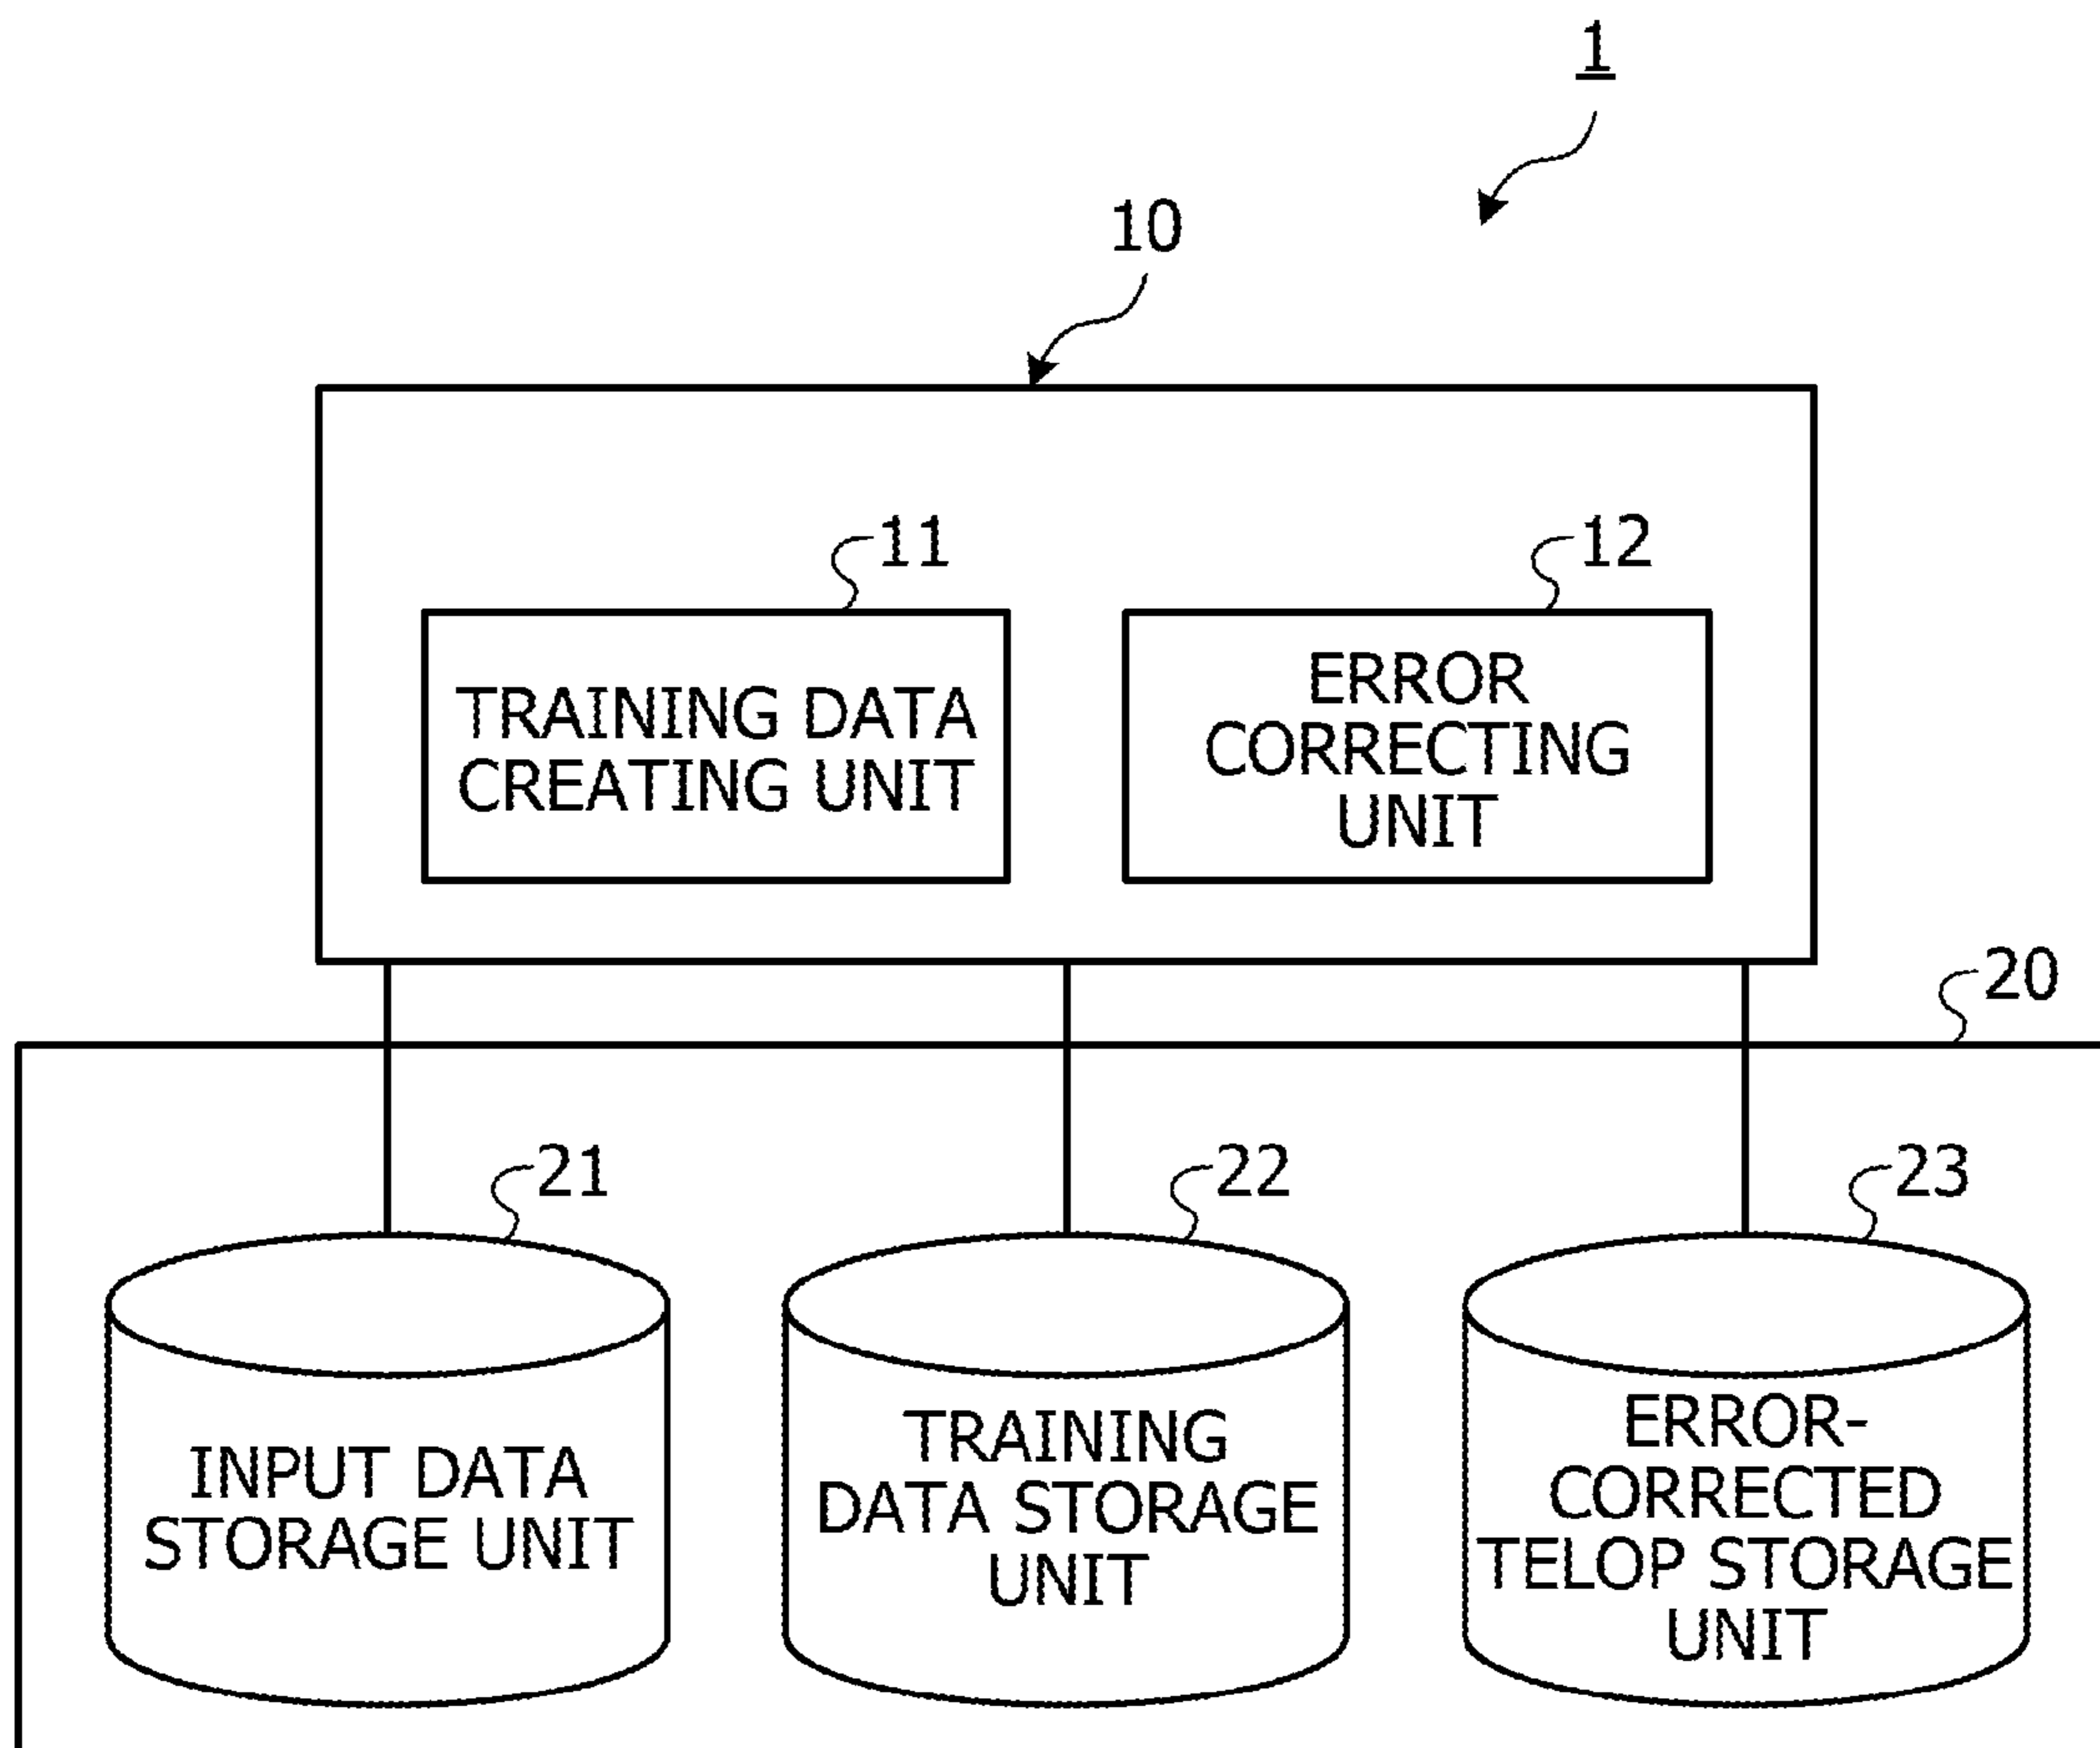 1
10
11
12
TRAINING DATA
CREATING UNIT
ERROR
CORRECTING
UNIT
20
21
22
23
INPUT DATA
STORAGE UNIT
TRAINING
DATA STORAGE
UNIT
ERROR-
CORRECTED
TELOP STORAGE
UNIT